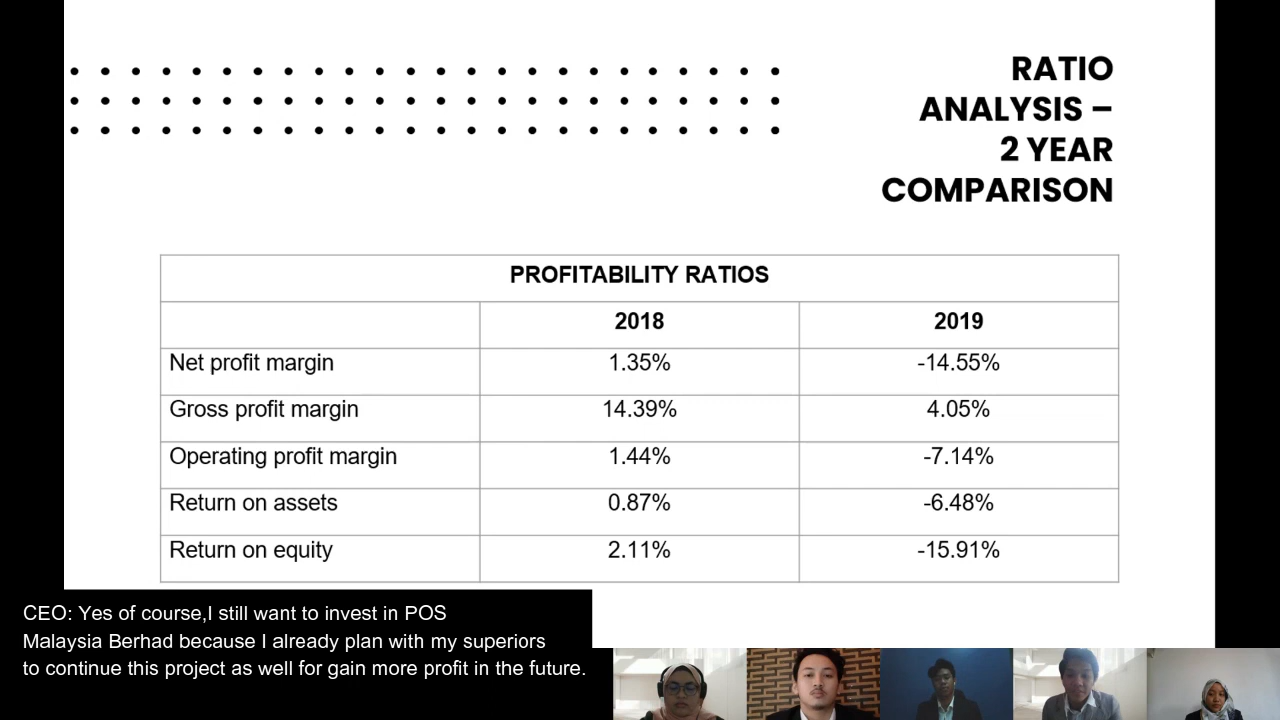 RATIO
ANALYSIS –
2 YEAR
COMPARISON
PROFITABILITY RATIOS
2018 2019
Net profit margin 1.35% -14.55%
Gross profit margin 14.39% 4.05%
Operating profit margin 1.44% -7.14%
Return on assets 0.87% -6.48%
Return on equity 2.11% -15.91%
CEO: Yes of course,I still want to invest in POS
Malaysia Berhad because I already plan with my superiors
to continue this project as well for gain more profit in the future.